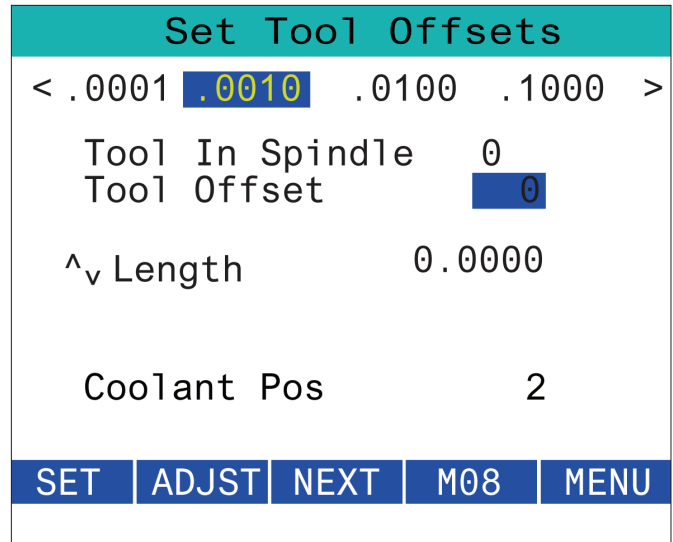 Set Tool Offsets
< .0001 .0010 .0100 .1000 >
Tool In Spindle 0
Tool Offset 0
^v Length 0.0000
Coolant Pos 2
SET ADJST NEXT M08 MENU